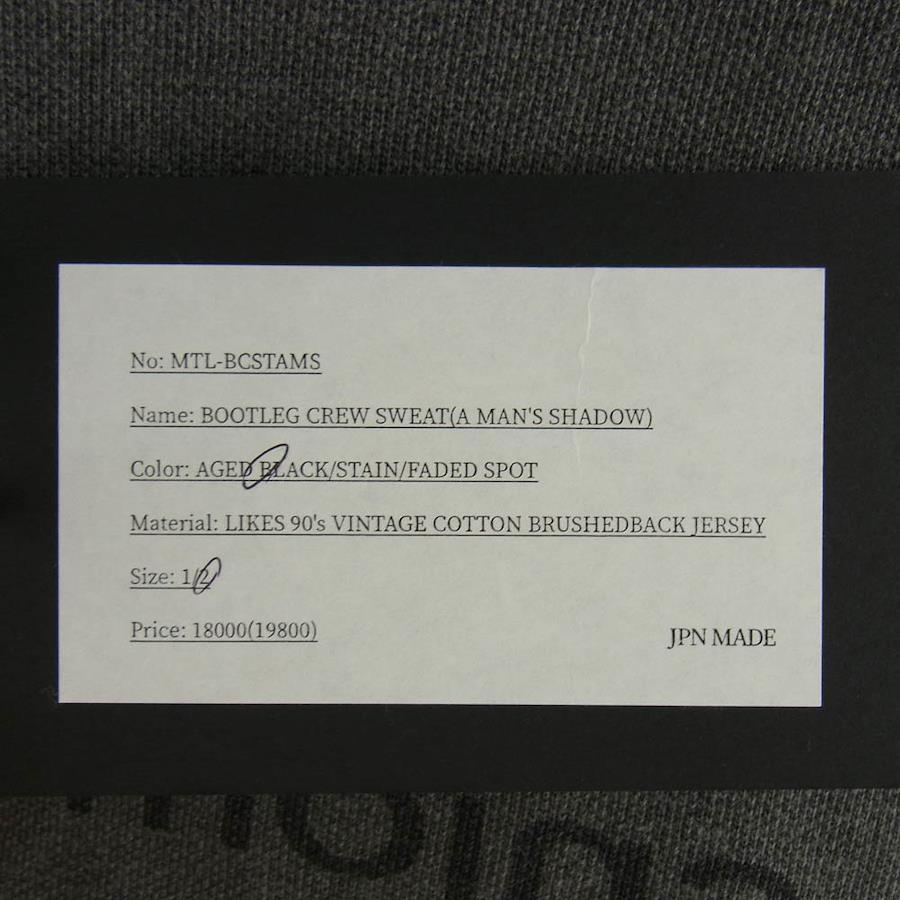 No: MTL-BCSTAMS
Name: BOOTLEG CREW SWEAT(A MAN'S SHADOW)
Color: AGED BLACK/STAIN/FADED SPOT
Material: LIKES 90's VINTAGE COTTON BRUSHEDBACK JERSEY
Size: 1/2
Price: 18000(19800)
JPN MADE